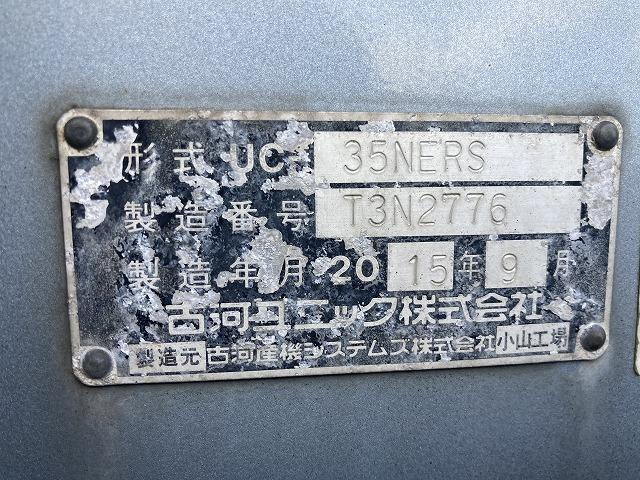 形式 UC-35NERS
製造番号 T3N2776
製造年月 2015年9月
古河ユニック株式会社
製造元 古河産機システムズ株式会社 小山工場